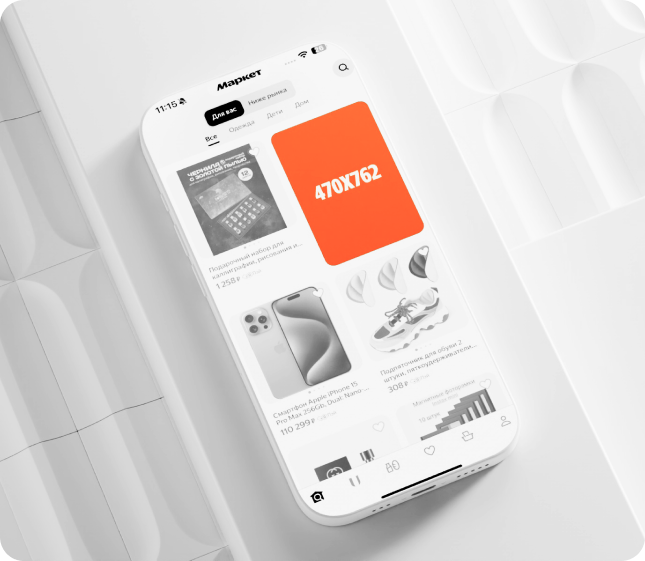 11:15
Маркет
Для вас
Ниже рынка
Все
Одежда
Дети
Дом
ЧЕРНИЛА
С ЗОЛОТОЙ ПЫЛЬЮ
12
470X762
Подарочный набор для
каллиграфии, рисования и...
1 258 ₽
Смартфон Apple iPhone 15
Pro Max 256Gb, Dual: Nano ...
110 299 ₽
Подпяточник для обуви 2
штуки, пяткоудерживатели...
308 ₽